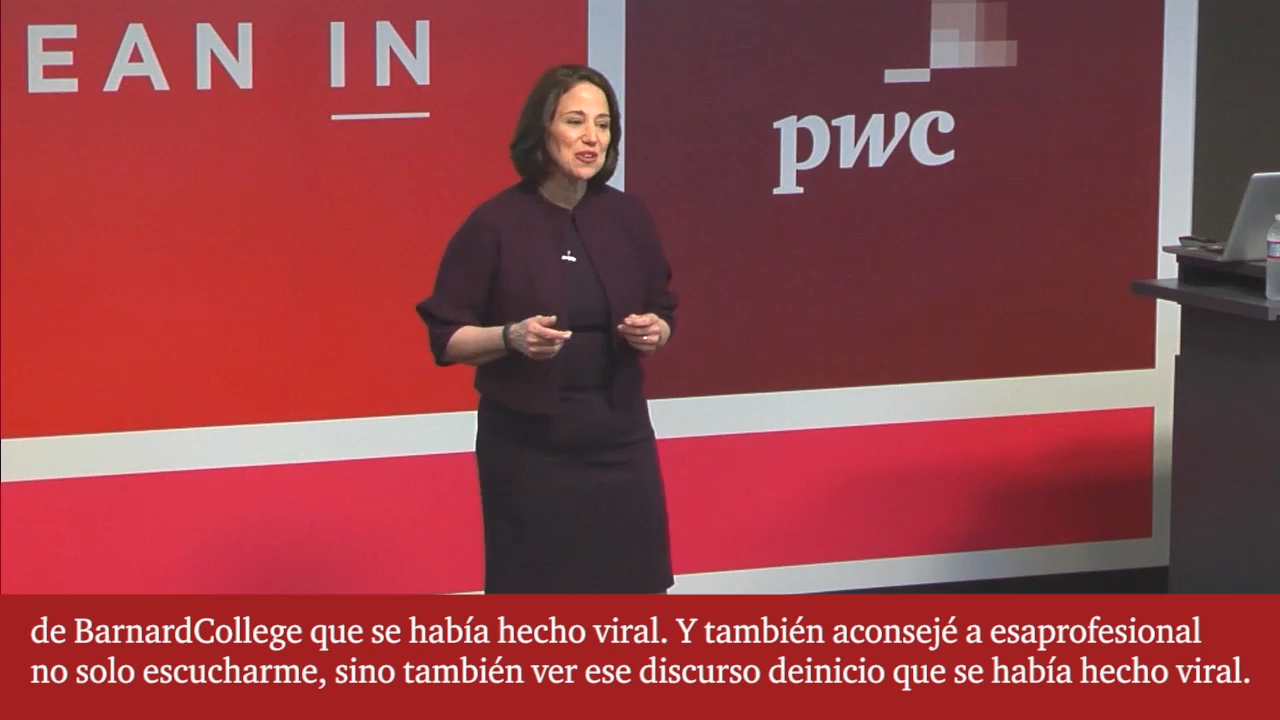 EAN IN
pwc
de BarnardCollege que se había hecho viral. Y también aconsejé a esaprofesional
no solo escucharme, sino también ver ese discurso deinicio que se había hecho viral.